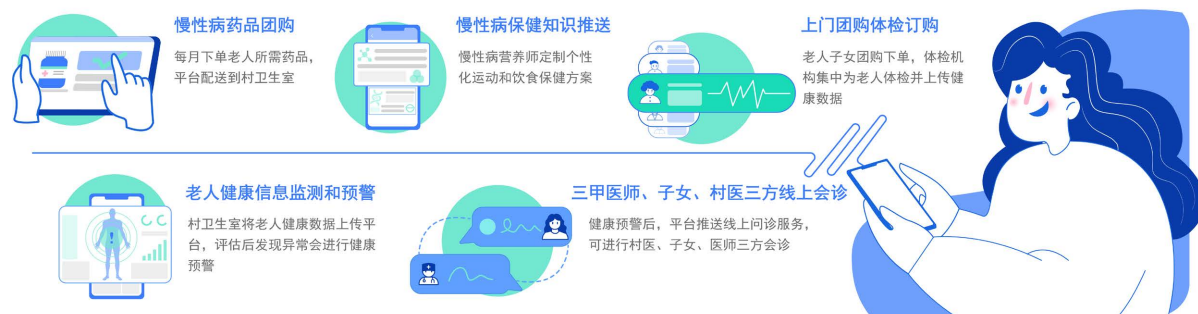 慢性病药品团购
每月下单老人所需药品，
平台配送到村卫生室
慢性病保健知识推送
慢性病营养师定制个性
化运动和饮食保健方案
上门团购体检订购
老人子女团购下单，体检机
构集中为老人体检并上传健
康数据
老人健康信息监测和预警
村卫生室将老人健康数据上传平
台，评估后发现异常会进行健康
预警
三甲医师、子女、村医三方线上会诊
健康预警后，平台推送线上问诊服务，
可进行村医、子女、医师三方会诊